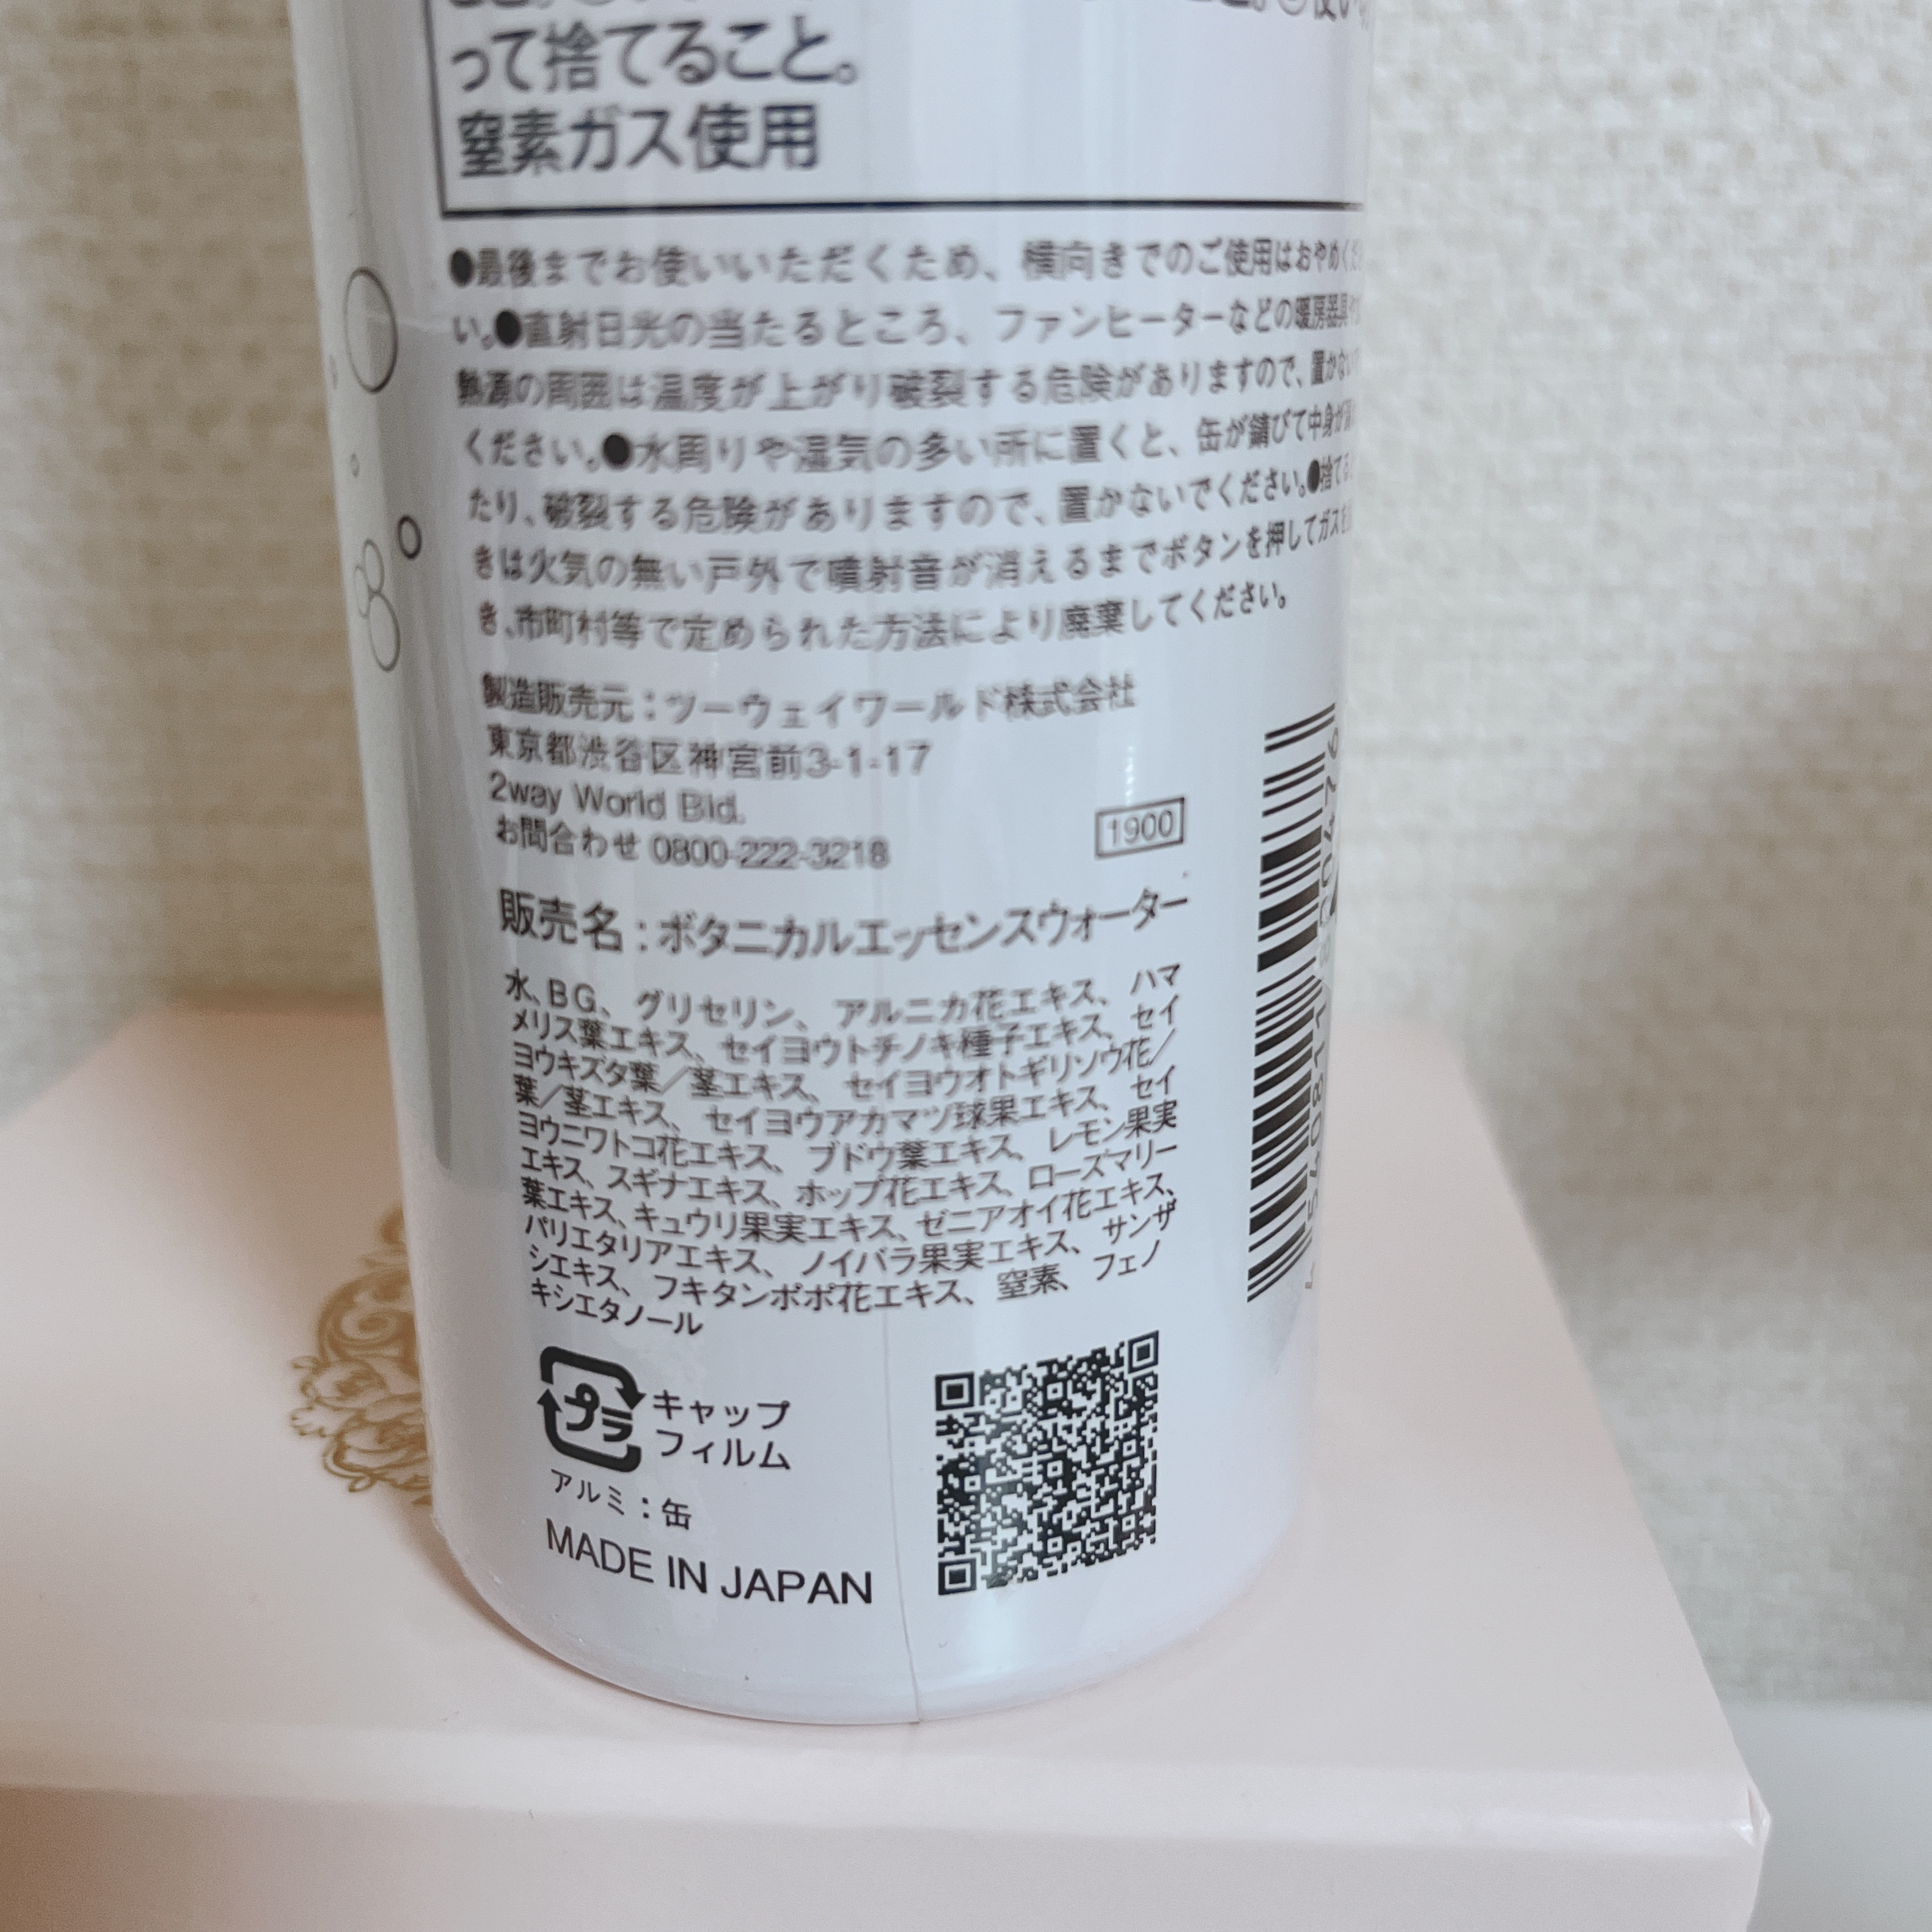 って捨てること。
窒素ガス使用
●最後までお使いいただくため、横向きでのご使用はおやめくだ
い。●直射日光の当たるところ、ファンヒーターなどの暖房器具や
熱源の周囲は温度が上がり破裂する危険がありますので、置かない
ください。●水周りや湿気の多い所に置くと、缶が錆びて中身が
たり、破裂する危険がありますので、置かないでください。●捨てる
きは火気の無い戸外で噴射音が消えるまでボタンを押してガスを
き、市町村等で定められた方法により廃棄してください。
製造販売元：ツーウェイワールド株式会社
東京都渋谷区神宮前3-1-17
2way World Bld.
お問合わせ 0800-222-3218
1900
販売名：ボタニカルエッセンスウォーター
水、BG、グリセリン、アルニカ花エキス、ハマ
メリス葉エキス、セイヨウトチノキ種子エキス、セイ
ヨウキズタ葉／茎エキス、セイヨウオトギリソウ花／
葉／茎エキス、セイヨウアカマツ球果エキス、セイ
ヨウニワトコ花エキス、ブドウ葉エキス、レモン果実
エキス、スギナエキス、ホップ花エキス、ローズマリー
葉エキス、キュウリ果実エキス、ゼニアオイ花エキス、
パリエタリアエキス、ノイバラ果実エキス、サンザ
シエキス、フキタンポポ花エキス、窒素、フェノ
キシエタノール
プラ
キャップ
フィルム
アルミ：缶
MADE IN JAPAN